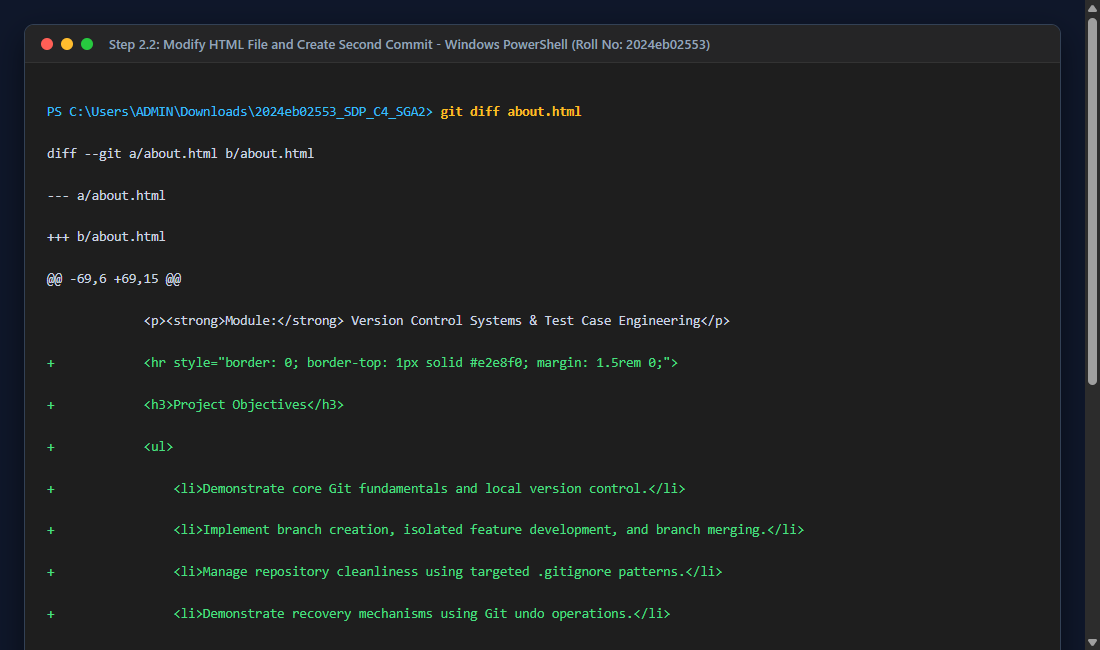 Step 2.2: Modify HTML File and Create Second Commit - Windows PowerShell (Roll No: 2024eb02553)
PS C:\Users\ADMIN\Downloads\2024eb02553_SDP_C4_SGA2> git diff about.html
diff --git a/about.html b/about.html
--- a/about.html
+++ b/about.html
@@ -69,6 +69,15 @@
            <p><strong>Module:</strong> Version Control Systems & Test Case Engineering</p>
+            <hr style="border: 0; border-top: 1px solid #e2e8f0; margin: 1.5rem 0;">
+            <h3>Project Objectives</h3>
+            <ul>
+                <li>Demonstrate core Git fundamentals and local version control.</li>
+                <li>Implement branch creation, isolated feature development, and branch merging.</li>
+                <li>Manage repository cleanliness using targeted .gitignore patterns.</li>
+                <li>Demonstrate recovery mechanisms using Git undo operations.</li>